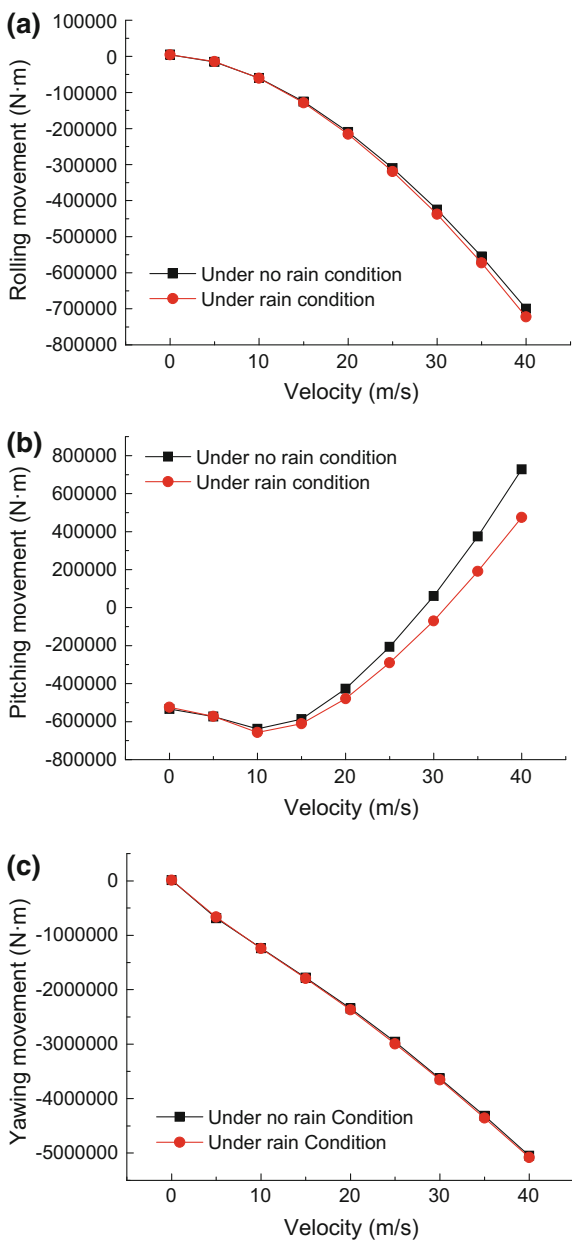 (a)
100000
0
-100000
-200000
-300000
-400000
-500000
-600000
-700000
-800000
Rolling movement (N·m)
Under no rain condition
Under rain condition
0 10 20 30 40
Velocity (m/s)
(b)
800000
600000
400000
200000
0
-200000
-400000
-600000
-800000
Pitching movement (N·m)
Under no rain condition
Under rain condition
0 10 20 30 40
Velocity (m/s)
(c)
0
-1000000
-2000000
-3000000
-4000000
-5000000
Yawing movement (N·m)
Under no rain Condition
Under rain Condition
0 10 20 30 40
Velocity (m/s)